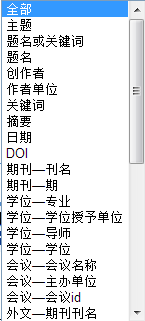 全部
主题
题名或关键词
题名
创作者
作者单位
关键词
摘要
日期
DOI
期刊—刊名
期刊—期
学位—专业
学位—学位授予单位
学位—导师
学位—学位
会议—会议名称
会议—主办单位
会议—会议id
外文—期刊刊名